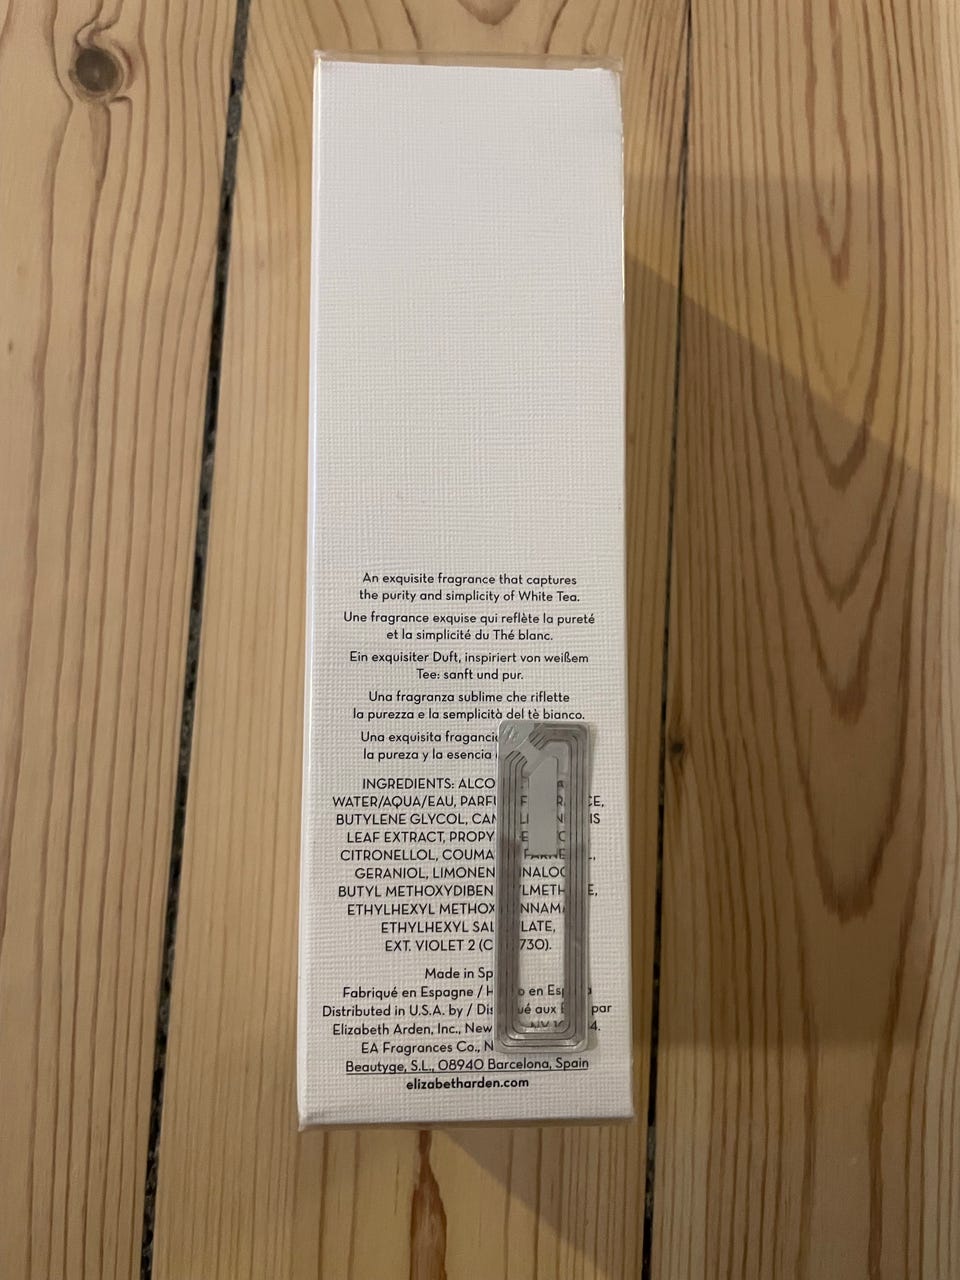 An exquisite fragrance that captures
the purity and simplicity of White Tea.
Une fragrance exquise qui reflète la pureté
et la simplicité du Thé blanc.
Ein exquisiter Duft, inspiriert von weißem
Tee: sanft und pur.
Una fragranza sublime che riflette
la purezza e la semplicità del tè bianco.
Una exquisita
la pureza y la esencia
INGREDIENTS:
WATER/AQUA/EAU,
BUTYLENE GLYCOL,
LEAF EXTRACT,
CITRONELLOL,
GERANIOL,
BUTYL
ETHYLHEXYL
ETHYLHEXYL
EXT. VIOLET 2
Made in
Fabriqué en Espagne / en
Distributed in U.S.A. by / aux par
Elizabeth Arden, Inc., New
EA Fragrances Co.,
Beautyge, S.L., 08940 Barcelona, Spain
elizabetharden.com